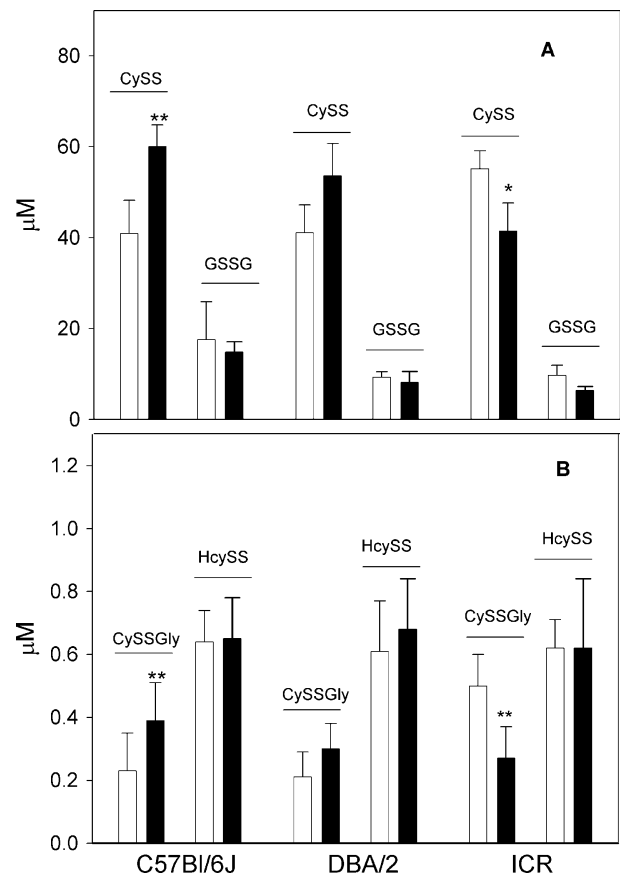 A
80
60
40
20
0
μM
CySS
**
GSSG
CySS
GSSG
CySS
*
GSSG
B
1.2
1.0
0.8
0.6
0.4
0.2
0.0
μM
CySSGly
**
HcySS
CySSGly
HcySS
CySSGly
**
HcySS
C57Bl/6J DBA/2 ICR